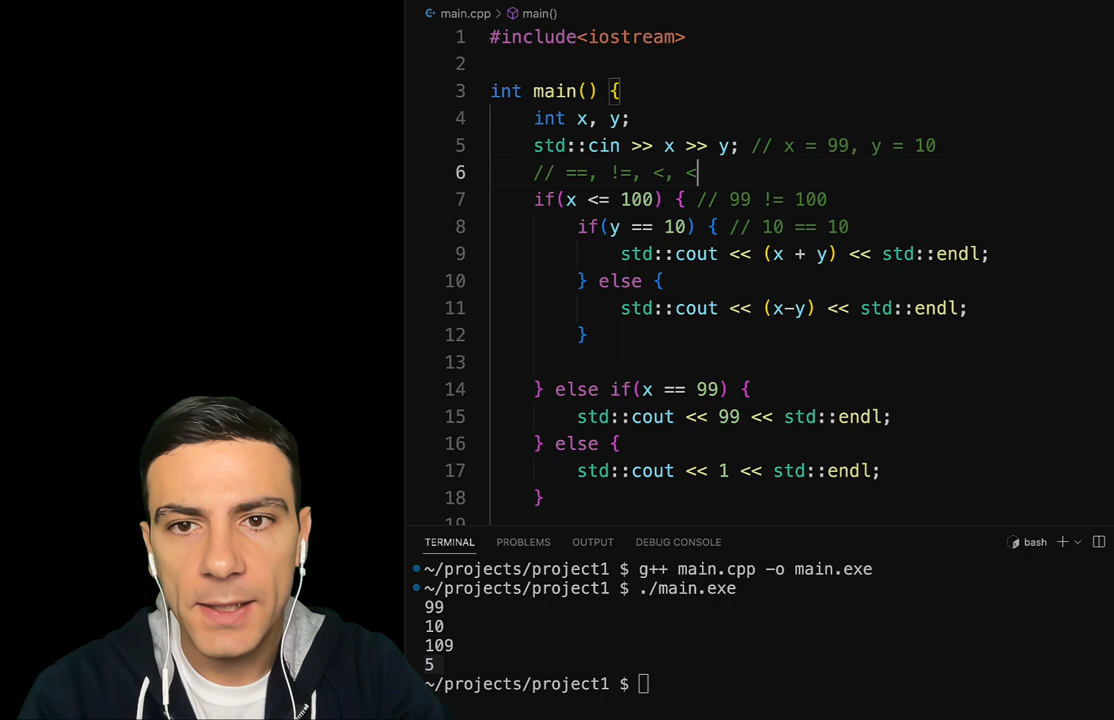 main.cpp > main()
1 #include<iostream>
2
3 int main() {
4 int x, y;
5 std::cin >> x >> y; // x = 99, y = 10
6 // ==, !=, <, <
7 if(x <= 100) { // 99 != 100
8 if(y == 10) { // 10 == 10
9 std::cout << (x + y) << std::endl;
10 } else {
11 std::cout << (x-y) << std::endl;
12 }
13
14 } else if(x == 99) {
15 std::cout << 99 << std::endl;
16 } else {
17 std::cout << 1 << std::endl;
18 }
19
TERMINAL PROBLEMS OUTPUT DEBUG CONSOLE bash
~/projects/project1 $ g++ main.cpp -o main.exe
~/projects/project1 $ ./main.exe
99
10
109
5
~/projects/project1 $